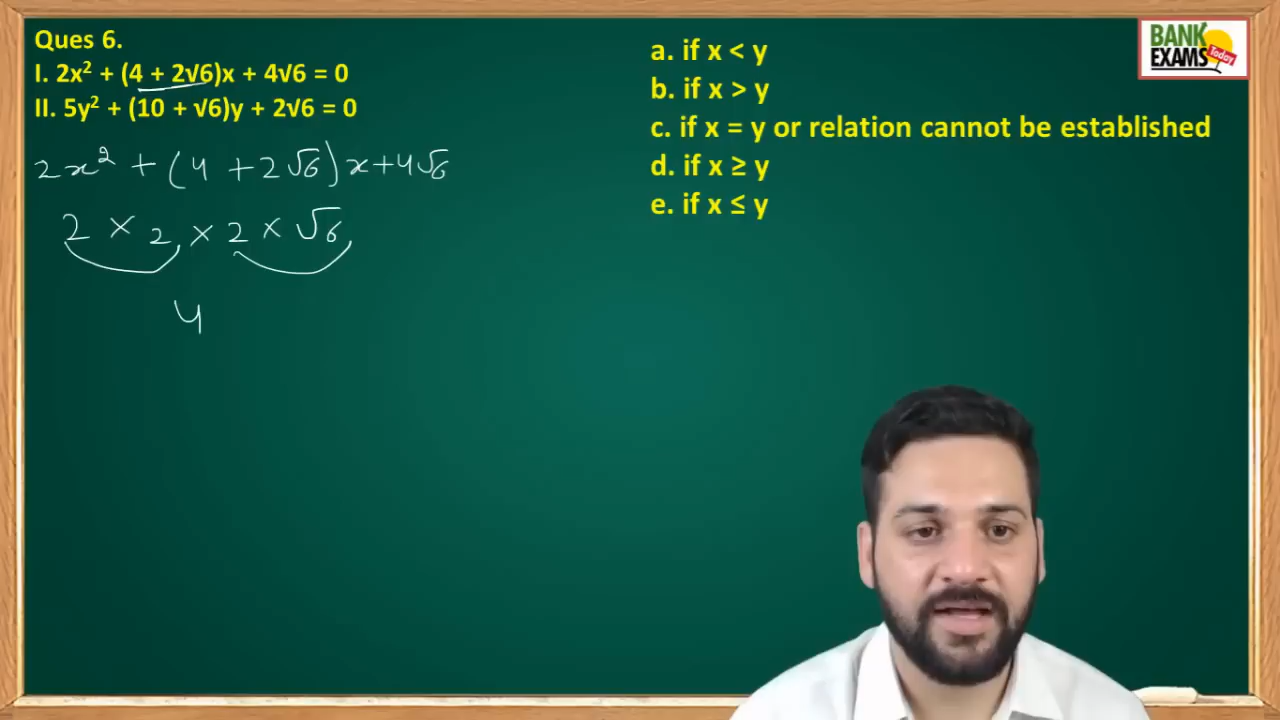 Ques 6.
I. 2x² + (4 + 2√6)x + 4√6 = 0
II. 5y² + (10 + √6)y + 2√6 = 0
2x² + (4 + 2√6)x+4√6
2 × 2 × 2 × √6
4
a. if x < y
b. if x > y
c. if x = y or relation cannot be established
d. if x ≥ y
e. if x ≤ y
BANK
EXAMS Today